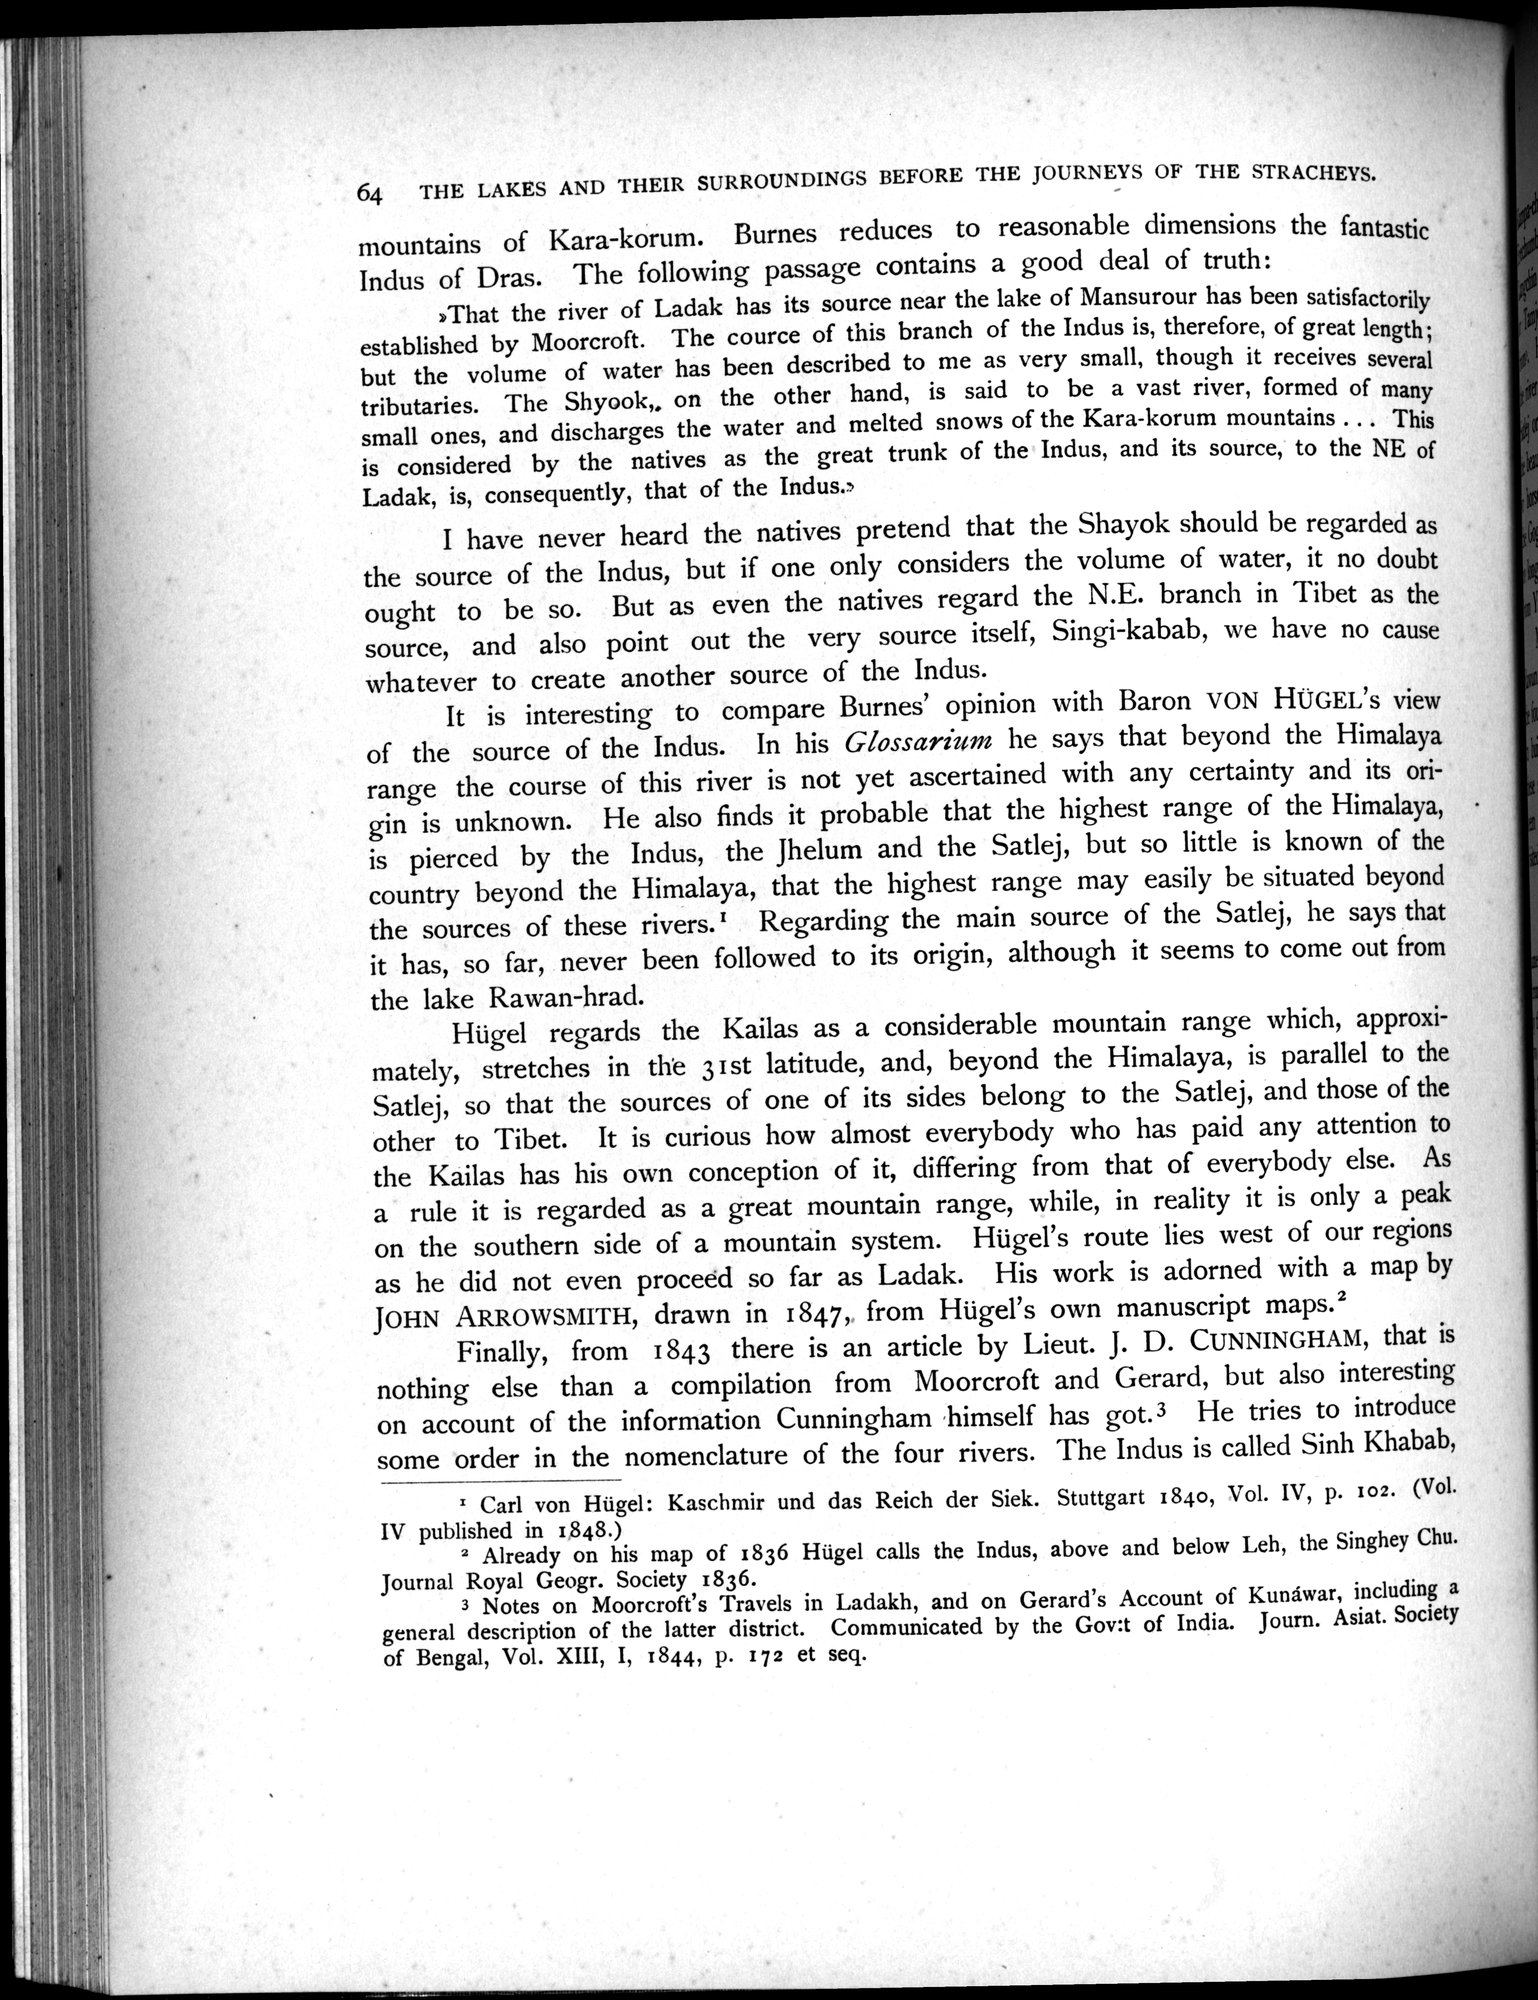 64 THE LAKES AND THEIR SURROUNDINGS BEFORE THE JOURNEYS OF THE STRACHEYS.
mountains of Kara-korum. Burnes reduces to reasonable dimensions the fantastic
Indus of Dras. The following passage contains a good deal of truth:
»That the river of Ladak has its source near the lake of Mansurour has been satisfactorily
established by Moorcroft. The cource of this branch of the Indus is, therefore, of great length;
but the volume of water has been described to me as very small, though it receives several
tributaries. The Shyook, on the other hand, is said to be a vast river, formed of many
small ones, and discharges the water and melted snows of the Kara-korum mountains ... This
is considered by the natives as the great trunk of the Indus, and its source, to the NE of
Ladak, is, consequently, that of the Indus.»
I have never heard the natives pretend that the Shayok should be regarded as
the source of the Indus, but if one only considers the volume of water, it no doubt
ought to be so. But as even the natives regard the N.E. branch in Tibet as the
source, and also point out the very source itself, Singi-kabab, we have no cause
whatever to create another source of the Indus.
It is interesting to compare Burnes' opinion with Baron VON HÜGEL's view
of the source of the Indus. In his Glossarium he says that beyond the Himalaya
range the course of this river is not yet ascertained with any certainty and its ori-
gin is unknown. He also finds it probable that the highest range of the Himalaya,
is pierced by the Indus, the Jhelum and the Satlej, but so little is known of the
country beyond the Himalaya, that the highest range may easily be situated beyond
the sources of these rivers.¹ Regarding the main source of the Satlej, he says that
it has, so far, never been followed to its origin, although it seems to come out from
the lake Rawan-hrad.
Hügel regards the Kailas as a considerable mountain range which, approxi-
mately, stretches in the 31st latitude, and, beyond the Himalaya, is parallel to the
Satlej, so that the sources of one of its sides belong to the Satlej, and those of the
other to Tibet. It is curious how almost everybody who has paid any attention to
the Kailas has his own conception of it, differing from that of everybody else. As
a rule it is regarded as a great mountain range, while, in reality it is only a peak
on the southern side of a mountain system. Hügel's route lies west of our regions
as he did not even proceed so far as Ladak. His work is adorned with a map by
JOHN ARROWSMITH, drawn in 1847, from Hügel's own manuscript maps.²
Finally, from 1843 there is an article by Lieut. J. D. CUNNINGHAM, that is
nothing else than a compilation from Moorcroft and Gerard, but also interesting
on account of the information Cunningham himself has got.³ He tries to introduce
some order in the nomenclature of the four rivers. The Indus is called Sinh Khabab,
¹ Carl von Hügel: Kaschmir und das Reich der Siek. Stuttgart 1840, Vol. IV, p. 102. (Vol.
IV published in 1848.)
² Already on his map of 1836 Hügel calls the Indus, above and below Leh, the Singhey Chu.
Journal Royal Geogr. Society 1836.
³ Notes on Moorcroft's Travels in Ladakh, and on Gerard's Account of Kunáwar, including a
general description of the latter district. Communicated by the Gov:t of India. Journ. Asiat. Society
of Bengal, Vol. XIII, I, 1844, p. 172 et seq.